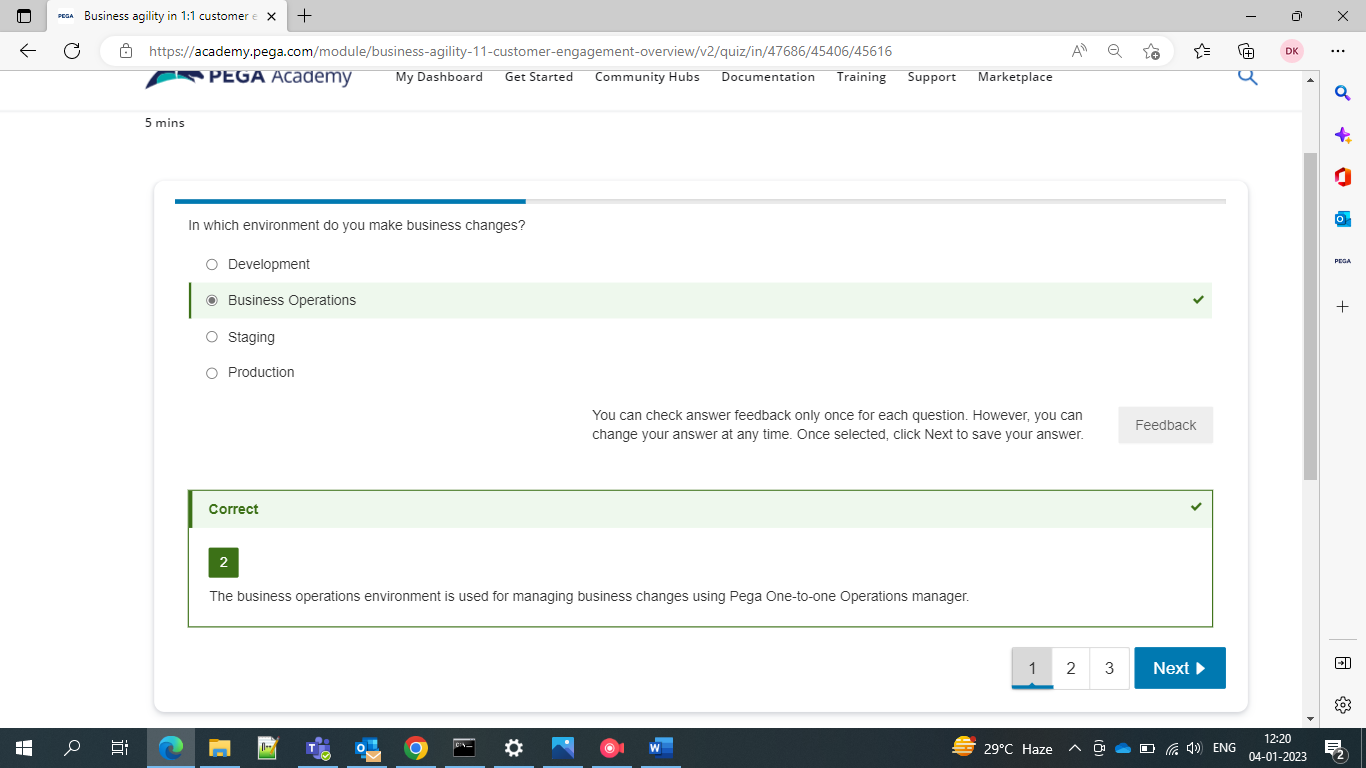 PEGA Business agility in 1:1 customer e
https://academy.pega.com/module/business-agility-11-customer-engagement-overview/v2/quiz/in/47686/45406/45616
DK
PEGA Academy My Dashboard Get Started Community Hubs Documentation Training Support Marketplace
5 mins
In which environment do you make business changes?
Development
Business Operations
Staging
Production
You can check answer feedback only once for each question. However, you can
change your answer at any time. Once selected, click Next to save your answer.
Feedback
Correct
2
The business operations environment is used for managing business changes using Pega One-to-one Operations manager.
1 2 3 Next
PEGA
29°C Haze ENG
12:20
04-01-2023
2